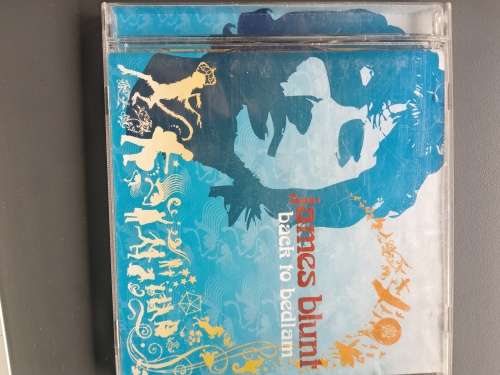 james blunt
back to bedlam